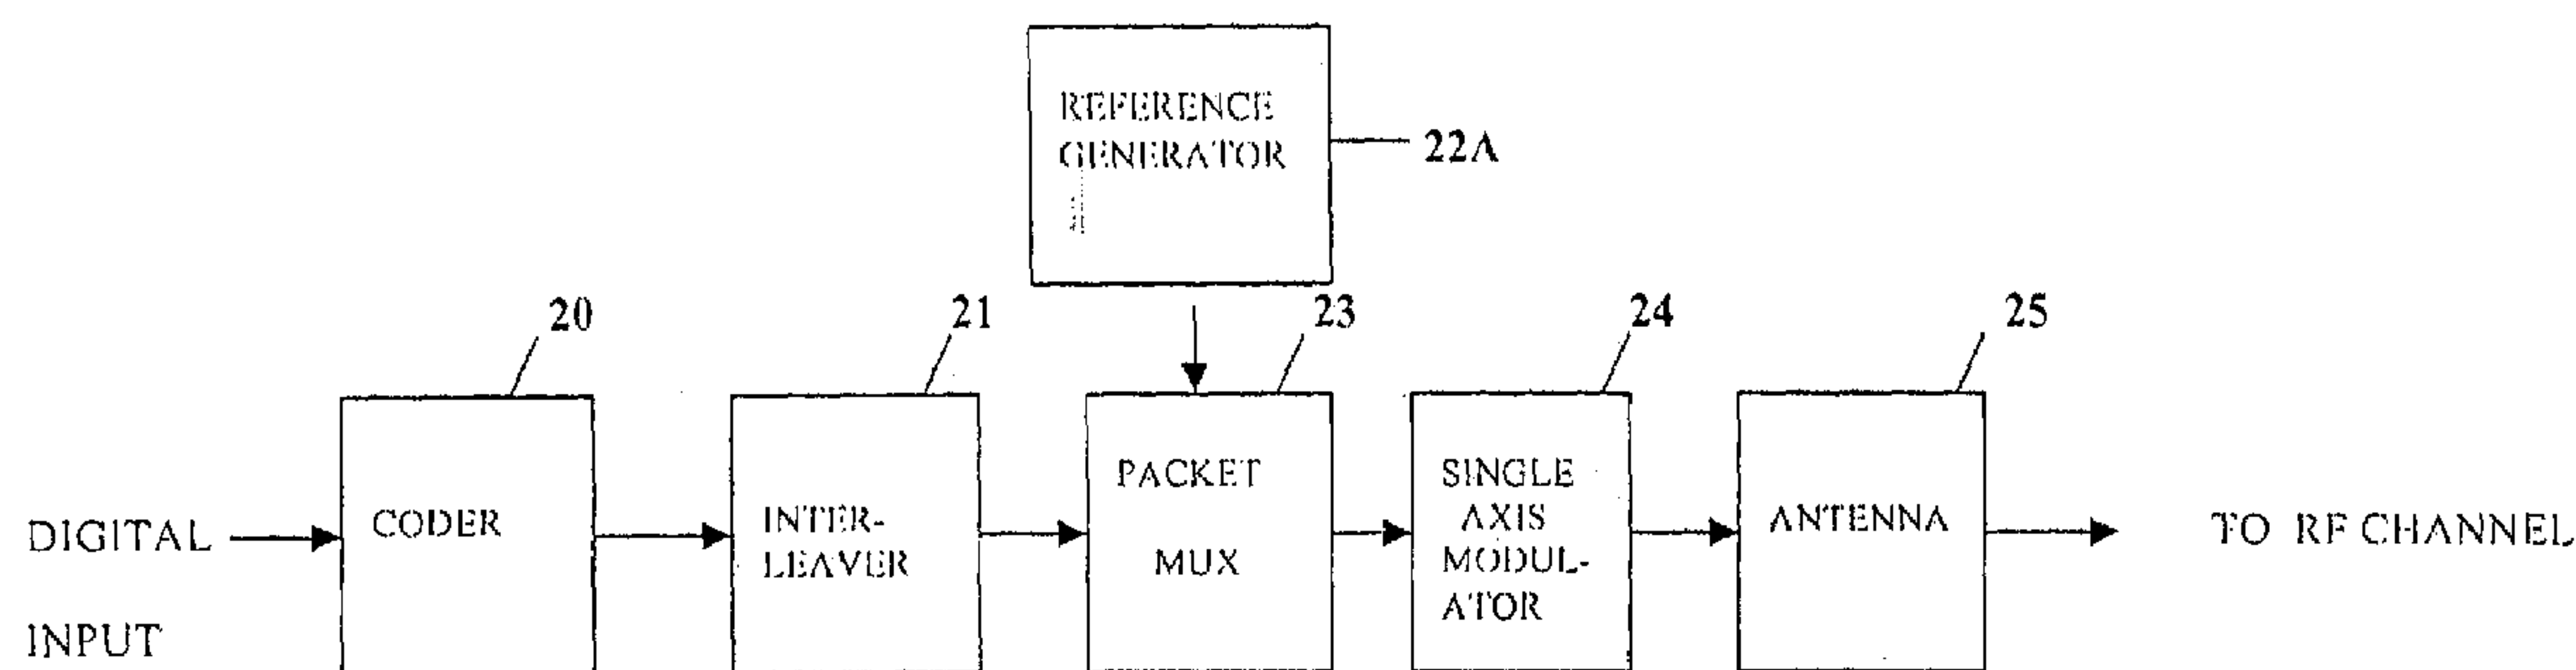 REFERENCE
GENERATOR
22A
20
21
23
24
25
DIGITAL
INPUT
CODER
INTER-
LEAVER
PACKET
MUX
SINGLE
AXIS
MODUL-
ATOR
ANTENNA
TO RF CHANNEL